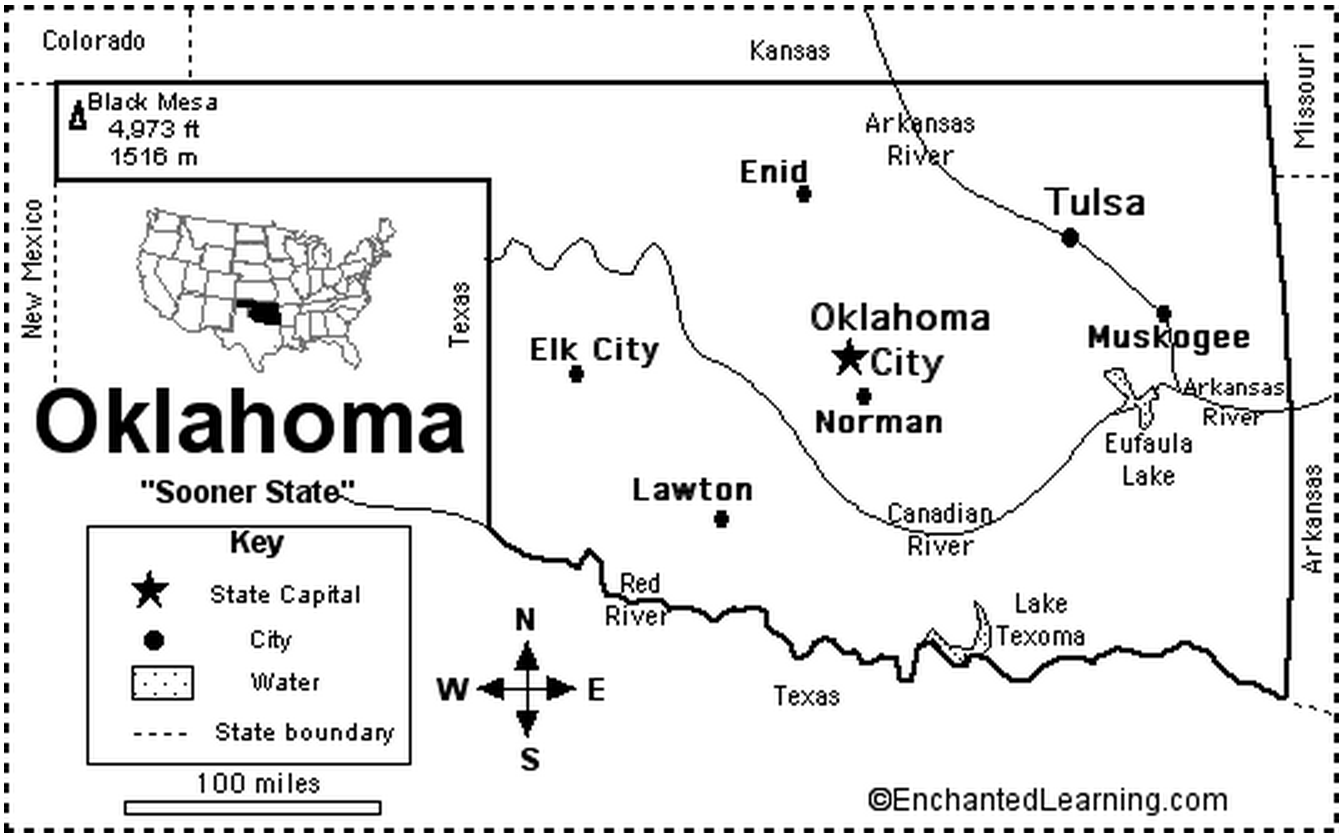 Colorado
Kansas
Missouri
Black Mesa
4,973 ft
1516 m
Arkansas
River
Enid
Tulsa
New Mexico
Texas
Oklahoma
City
Elk City
Muskogee
Norman
Arkansas
River
Eufaula
Lake
Oklahoma
"Sooner State"
Lawton
Canadian
River
Arkansas
Key
State Capital
City
Water
State boundary
100 miles
Red
River
Lake
Texoma
Texas
N
W E
S
©EnchantedLearning.com